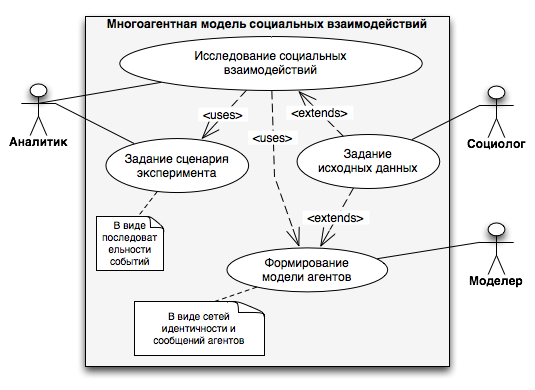 Многоагентная модель социальных взаимодействий
Исследование социальных
взаимодействий
<uses>
<extends>
Аналитик
<uses>
Социолог
Задание сценария
эксперимента
Задание
исходных данных
В виде
последоват
ельности
событий
<extends>
Формирование
модели агентов
Моделер
В виде сетей
идентичности и
сообщений агентов